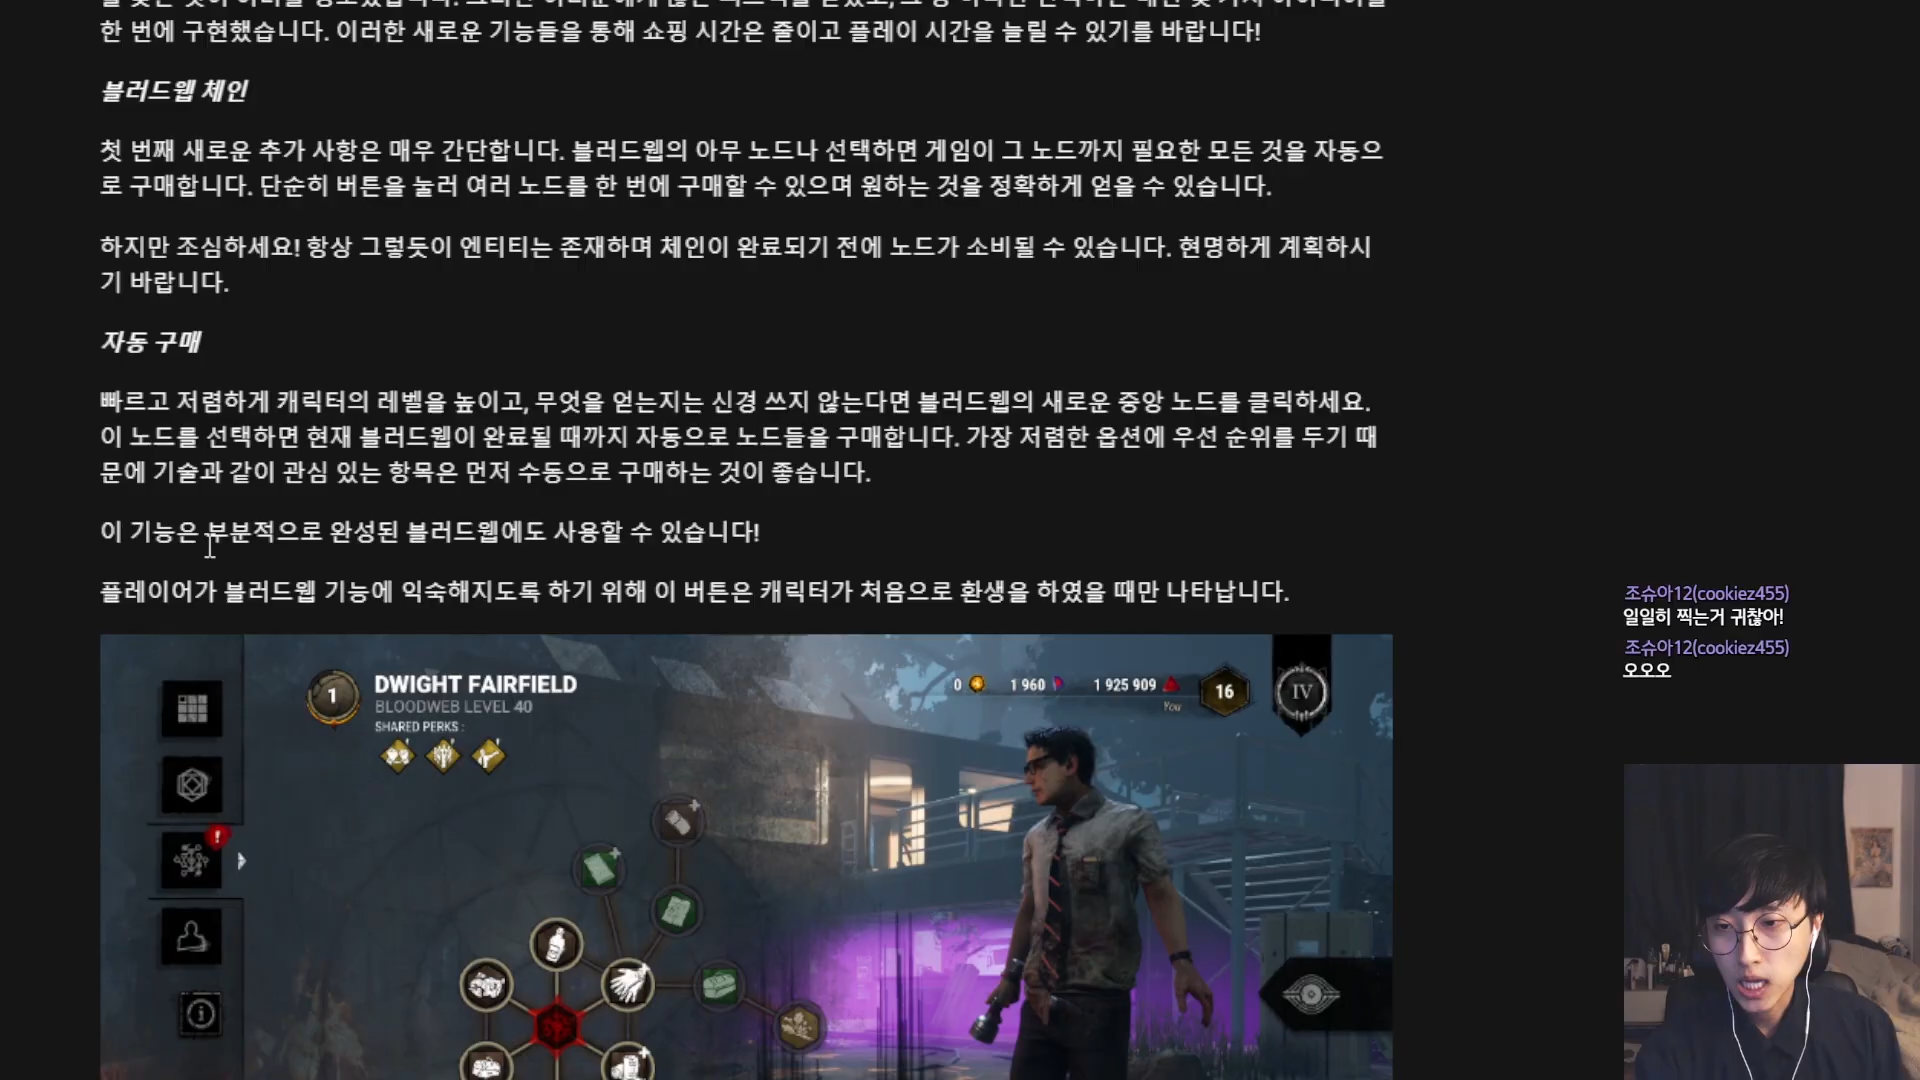 한 번에 구현했습니다. 이러한 새로운 기능들을 통해 쇼핑 시간은 줄이고 플레이 시간을 늘릴 수 있기를 바랍니다!
블러드웹 체인
첫 번째 새로운 추가 사항은 매우 간단합니다. 블러드웹의 아무 노드나 선택하면 게임이 그 노드까지 필요한 모든 것을 자동으
로 구매합니다. 단순히 버튼을 눌러 여러 노드를 한 번에 구매할 수 있으며 원하는 것을 정확하게 얻을 수 있습니다.
하지만 조심하세요! 항상 그렇듯이 엔티티는 존재하며 체인이 완료되기 전에 노드가 소비될 수 있습니다. 현명하게 계획하시
기 바랍니다.
자동 구매
빠르고 저렴하게 캐릭터의 레벨을 높이고, 무엇을 얻는지는 신경 쓰지 않는다면 블러드웹의 새로운 중앙 노드를 클릭하세요.
이 노드를 선택하면 현재 블러드웹이 완료될 때까지 자동으로 노드들을 구매합니다. 가장 저렴한 옵션에 우선 순위를 두기 때
문에 기술과 같이 관심 있는 항목은 먼저 수동으로 구매하는 것이 좋습니다.
이 기능은 부분적으로 완성된 블러드웹에도 사용할 수 있습니다!
플레이어가 블러드웹 기능에 익숙해지도록 하기 위해 이 버튼은 캐릭터가 처음으로 환생을 하였을 때만 나타납니다.
조슈아12(cookiez455)
일일히 찍는거 귀찮아!
조슈아12(cookiez455)
오오오
1
DWIGHT FAIRFIELD
BLOODWEB LEVEL 40
SHARED PERKS :
0 1 960 1 925 909 16 IV
You